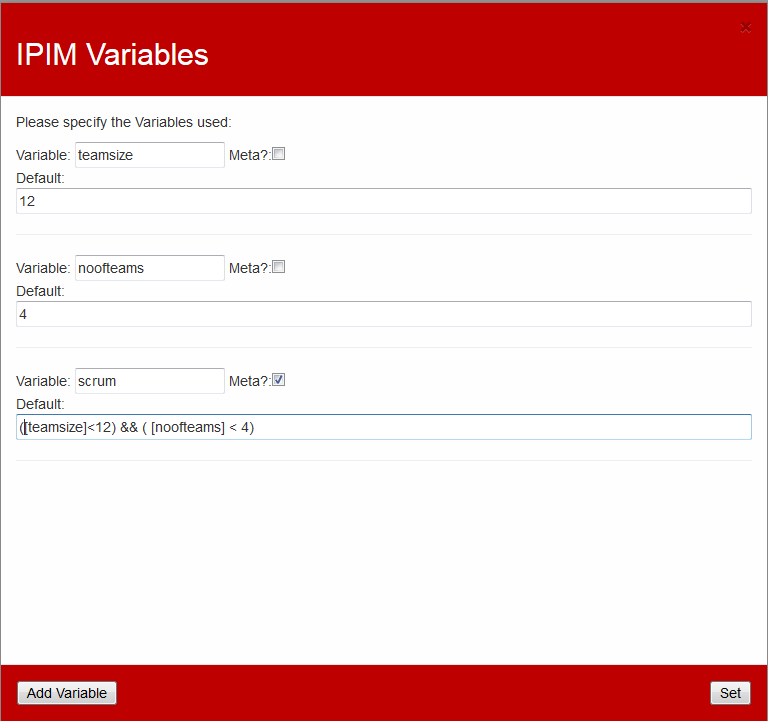 IPIM Variables
×
Please specify the Variables used:
Variable: teamsize Meta?:
Default:
12
Variable: noofteams Meta?:
Default:
4
Variable: scrum Meta?:
Default:
([teamsize]<12) && ( [noofteams] < 4)
Add Variable Set